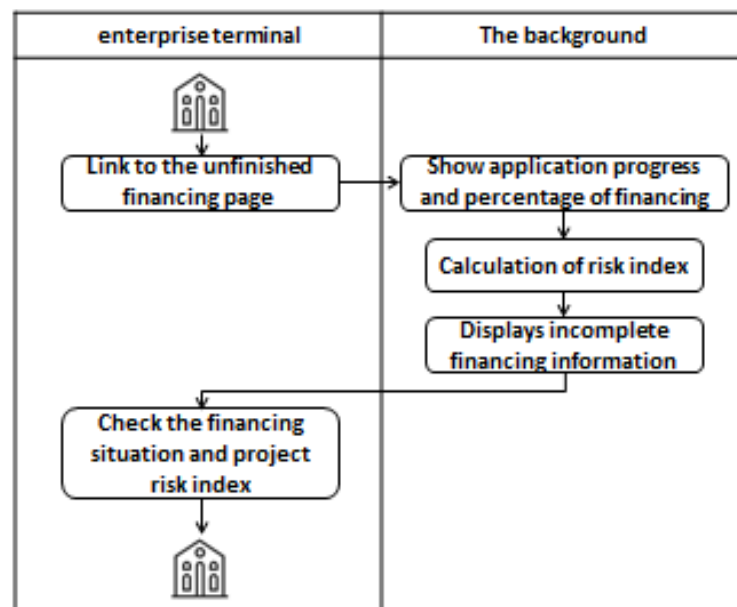 enterprise terminal
The background
Link to the unfinished
financing page
Show application progress
and percentage of financing
Calculation of risk index
Displays incomplete
financing information
Check the financing
situation and project
risk index